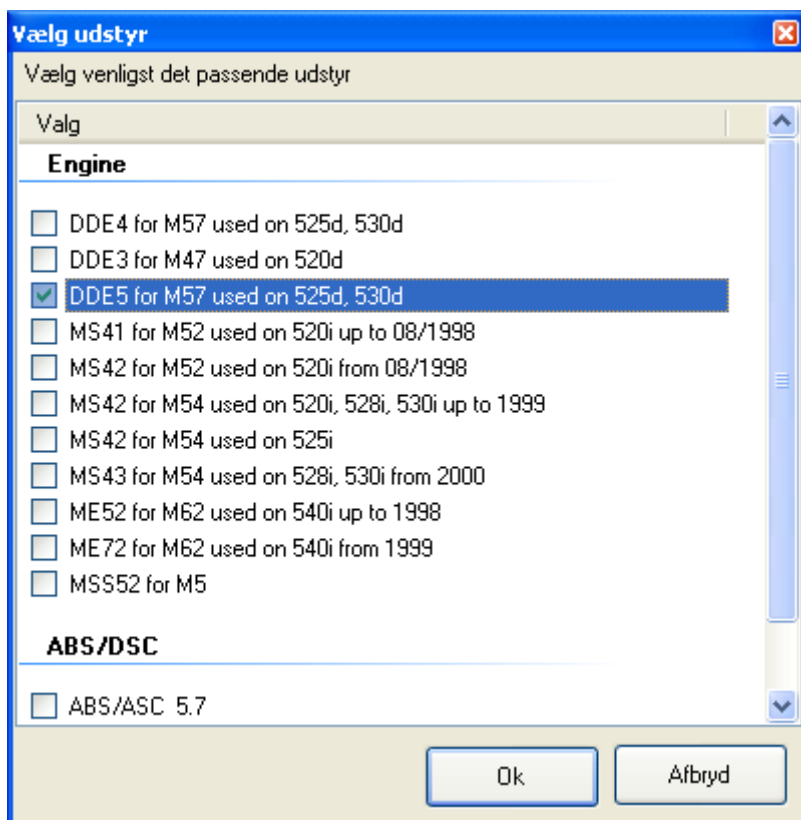 Vælg udstyr
Vælg venligst det passende udstyr
Valg
Engine
DDE4 for M57 used on 525d, 530d
DDE3 for M47 used on 520d
DDE5 for M57 used on 525d, 530d
MS41 for M52 used on 520i up to 08/1998
MS42 for M52 used on 520i from 08/1998
MS42 for M54 used on 520i, 528i, 530i up to 1999
MS42 for M54 used on 525i
MS43 for M54 used on 528i, 530i from 2000
ME52 for M62 used on 540i up to 1998
ME72 for M62 used on 540i from 1999
MSS52 for M5
ABS/DSC
ABS/ASC 5.7
Ok
Afbryd